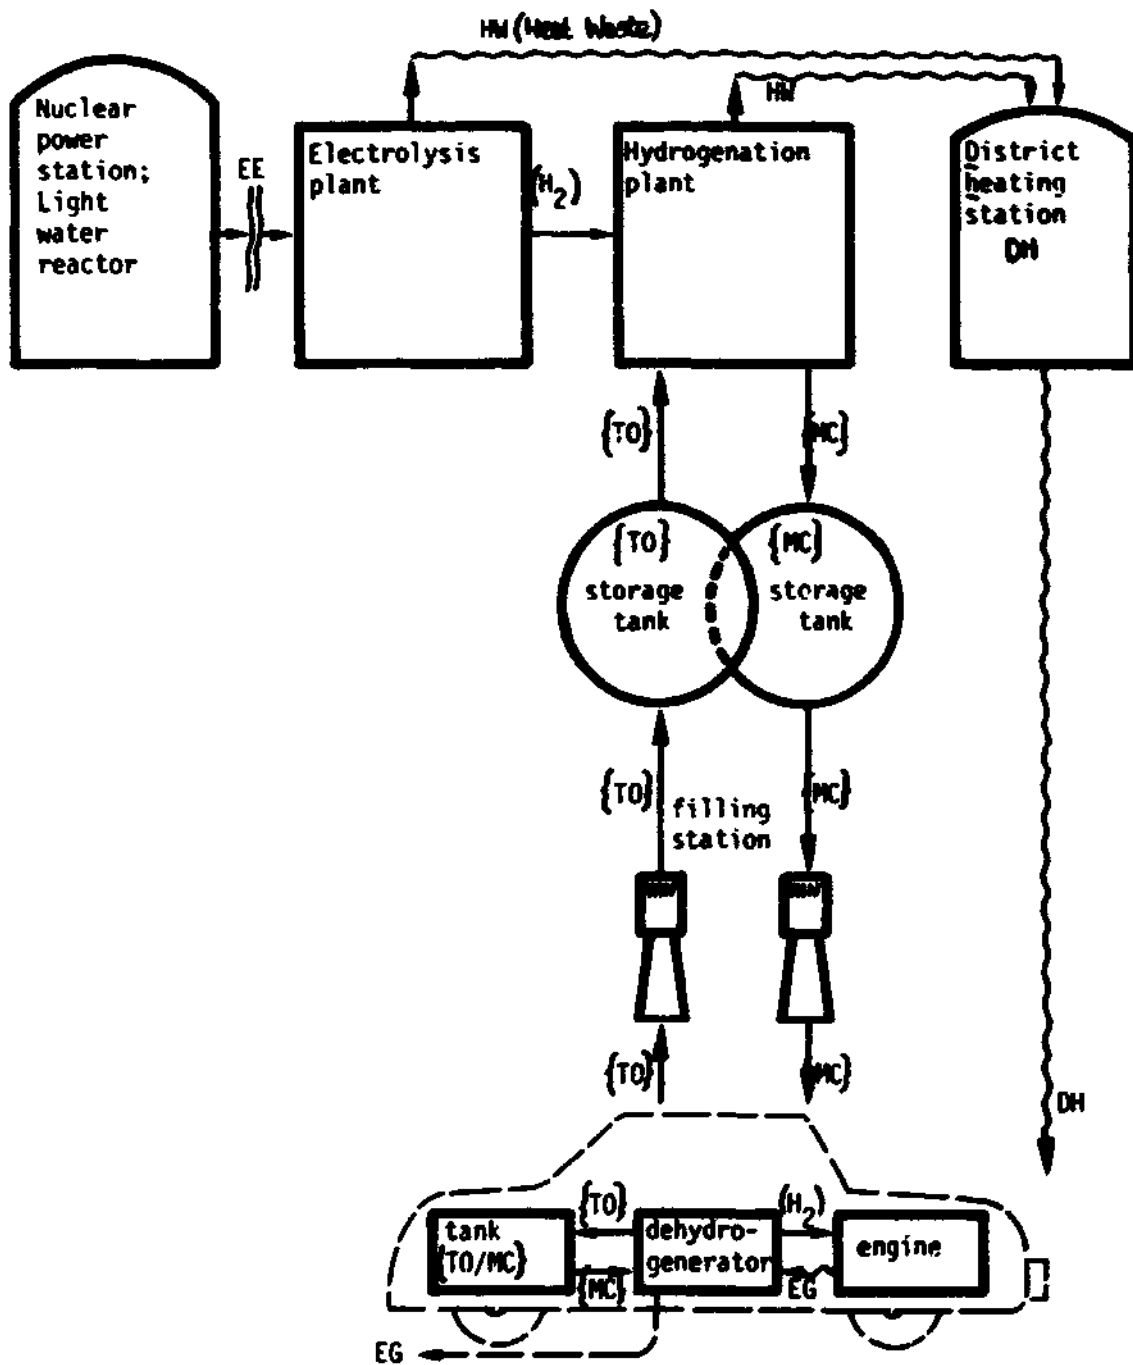 HW (Heat Waste)
HW
Nuclear
power
station;
Light
water
reactor
EE
Electrolysis
plant
(H2)
Hydrogenation
plant
District
heating
station
DH
{TO}
{MC}
{TO}
storage
tank
{MC}
storage
tank
{TO}
{MC}
filling
station
{TO}
{MC}
DH
{TO}
(H2)
tank
{TO/MC}
dehydro-
generator
engine
{MC}
EG
EG